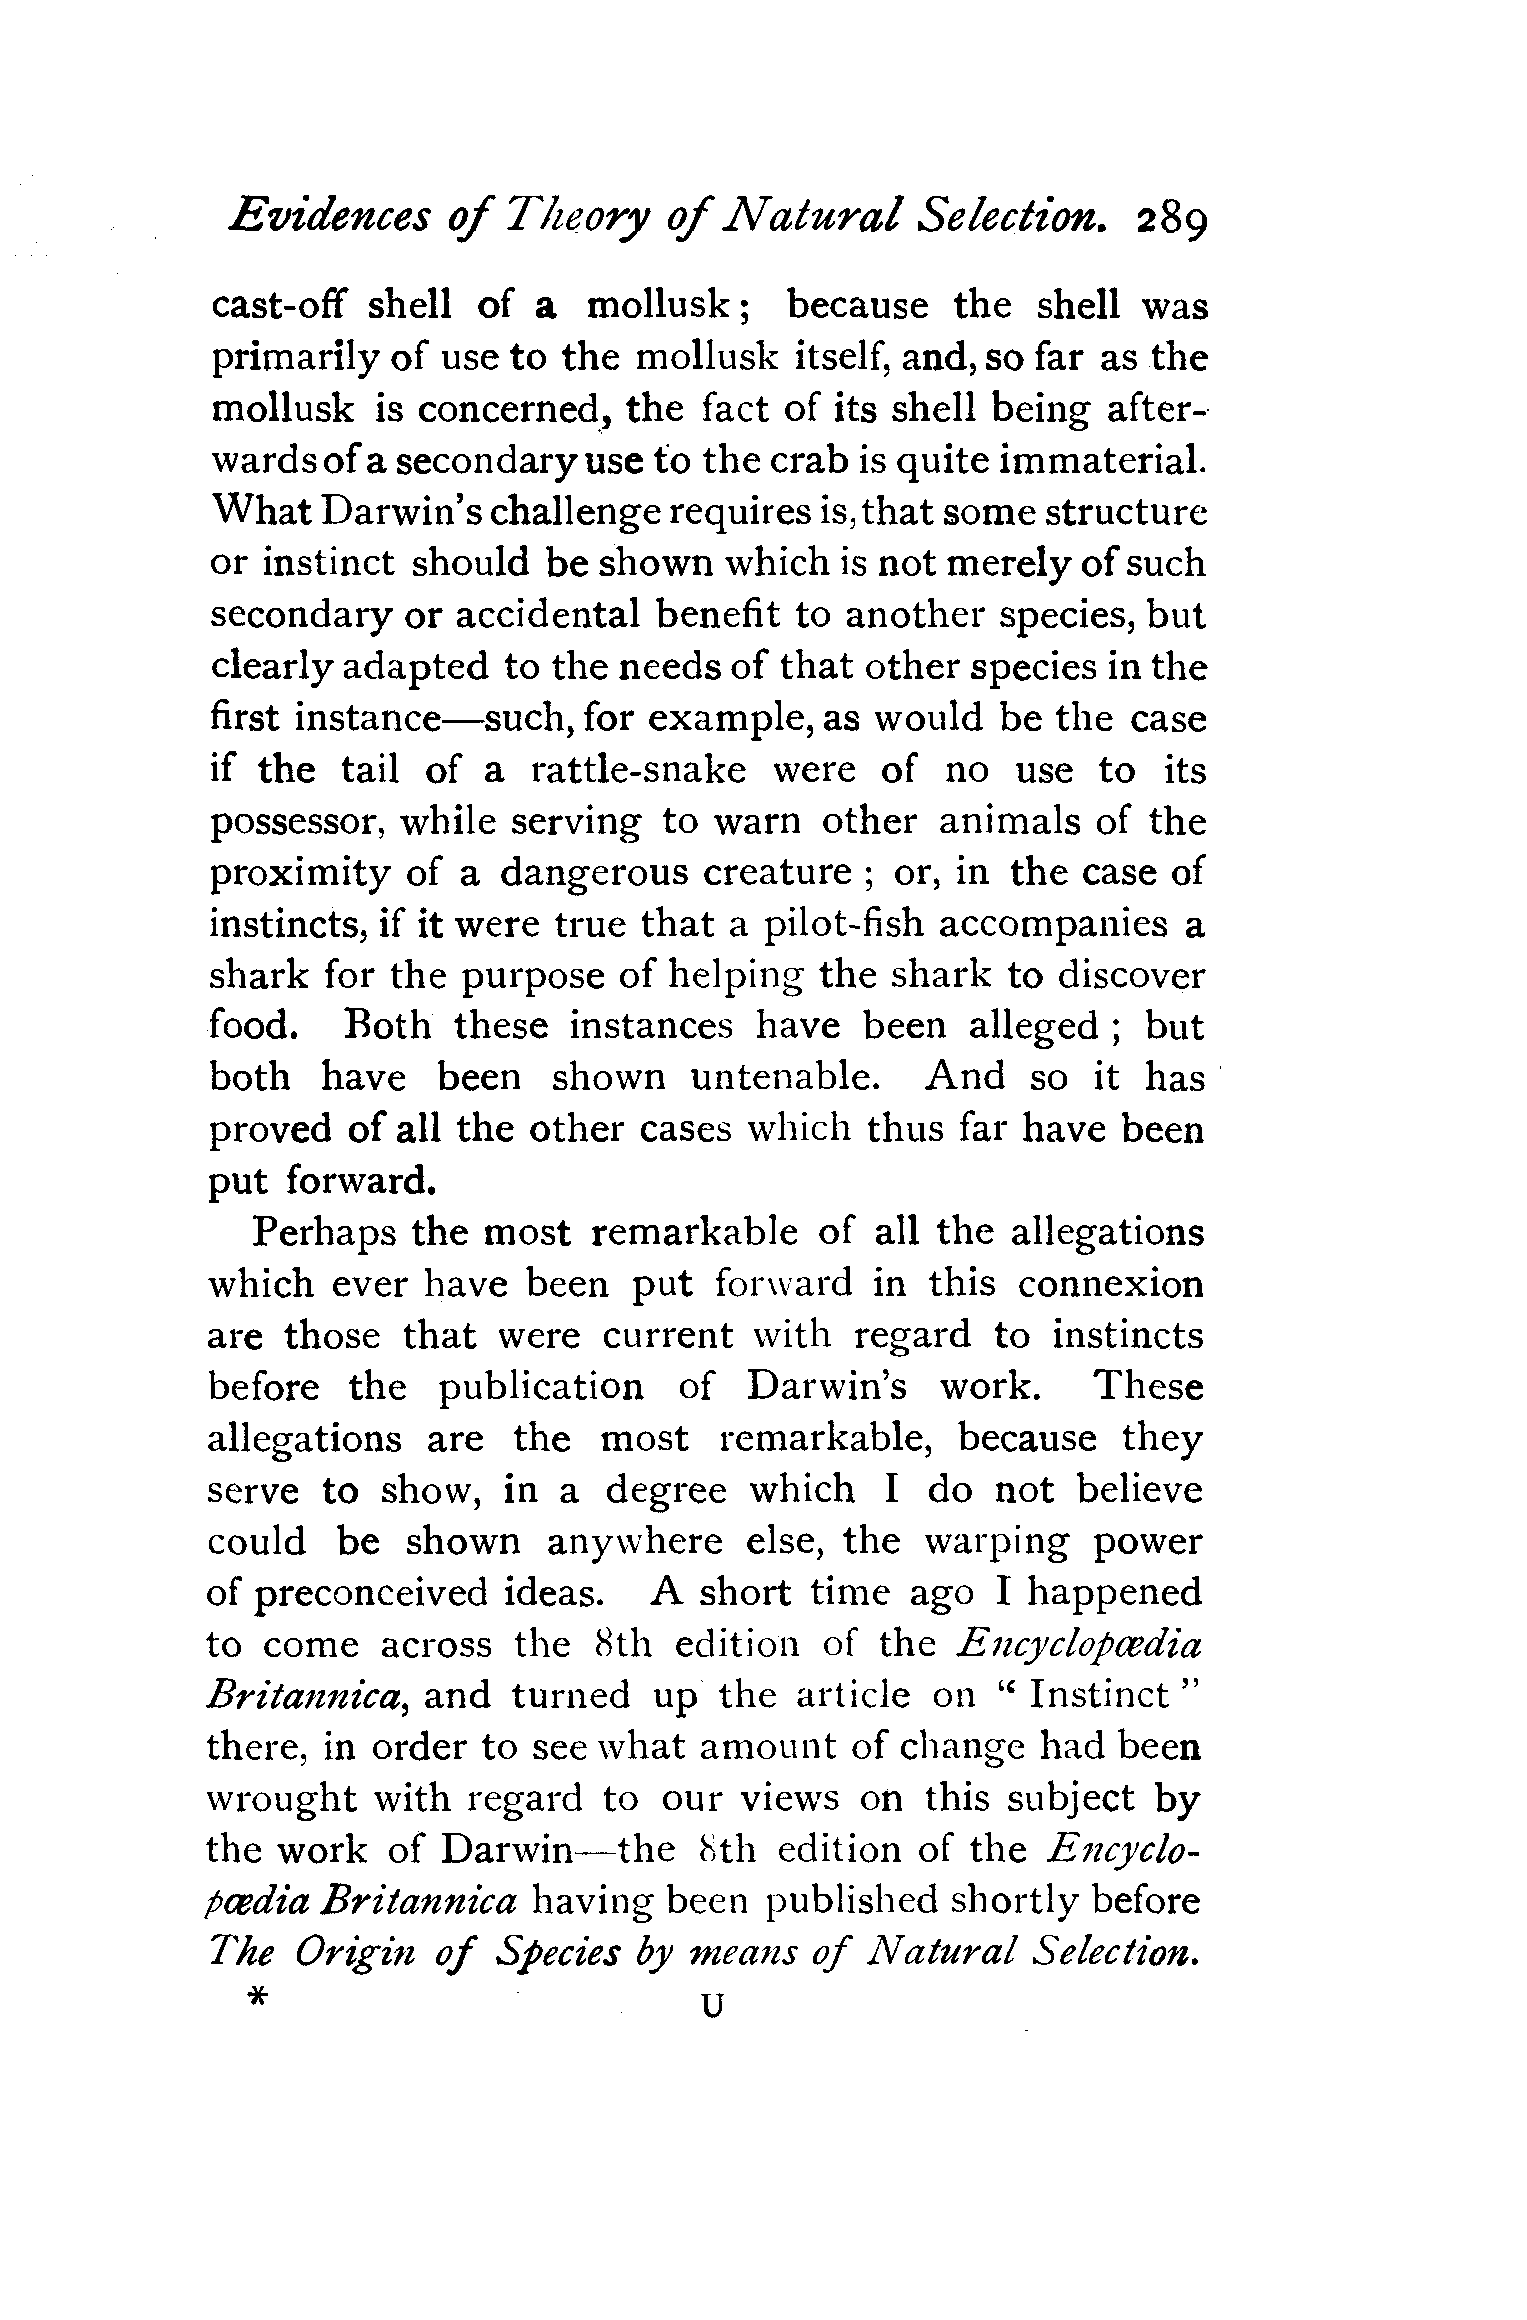 Evidences of Theory of Natural Selection. 289
cast-off shell of a mollusk; because the shell was
primarily of use to the mollusk itself, and, so far as the
mollusk is concerned, the fact of its shell being after-
wards of a secondary use to the crab is quite immaterial.
What Darwin's challenge requires is, that some structure
or instinct should be shown which is not merely of such
secondary or accidental benefit to another species, but
clearly adapted to the needs of that other species in the
first instance—such, for example, as would be the case
if the tail of a rattle-snake were of no use to its
possessor, while serving to warn other animals of the
proximity of a dangerous creature; or, in the case of
instincts, if it were true that a pilot-fish accompanies a
shark for the purpose of helping the shark to discover
food. Both these instances have been alleged; but
both have been shown untenable. And so it has
proved of all the other cases which thus far have been
put forward.
Perhaps the most remarkable of all the allegations
which ever have been put forward in this connexion
are those that were current with regard to instincts
before the publication of Darwin's work. These
allegations are the most remarkable, because they
serve to show, in a degree which I do not believe
could be shown anywhere else, the warping power
of preconceived ideas. A short time ago I happened
to come across the 8th edition of the Encyclopædia
Britannica, and turned up the article on "Instinct"
there, in order to see what amount of change had been
wrought with regard to our views on this subject by
the work of Darwin—the 8th edition of the Encyclo-
pædia Britannica having been published shortly before
The Origin of Species by means of Natural Selection.
* U